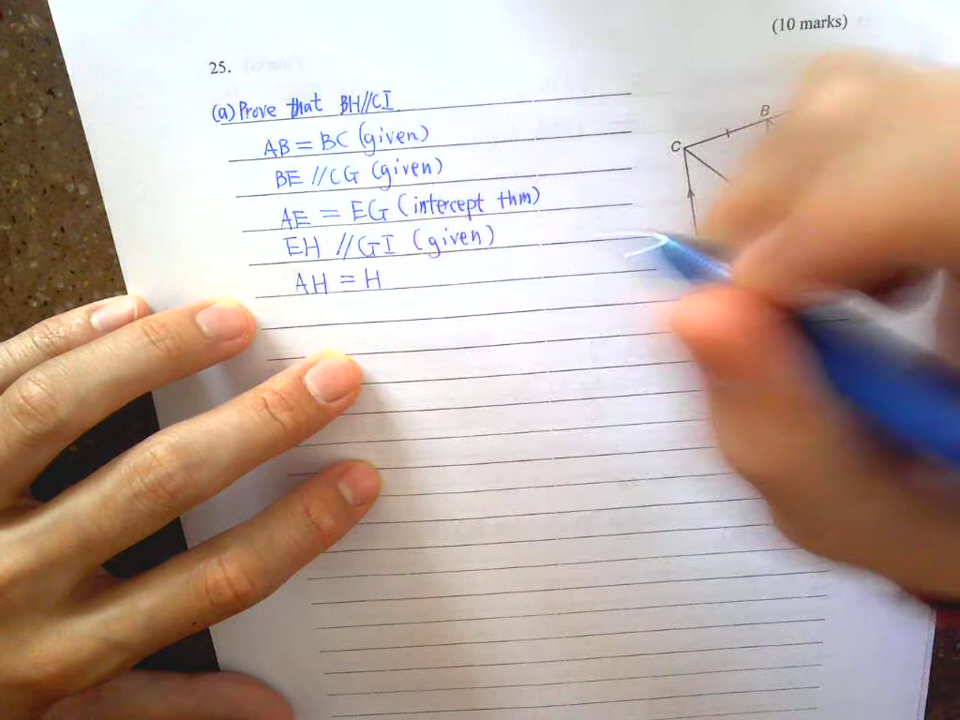 (10 marks)
25.
(a) Prove that BH//CI
AB = BC (given)
BE //CG (given)
AE = EG (intercept thm)
EH //GI (given)
AH = H
B
C